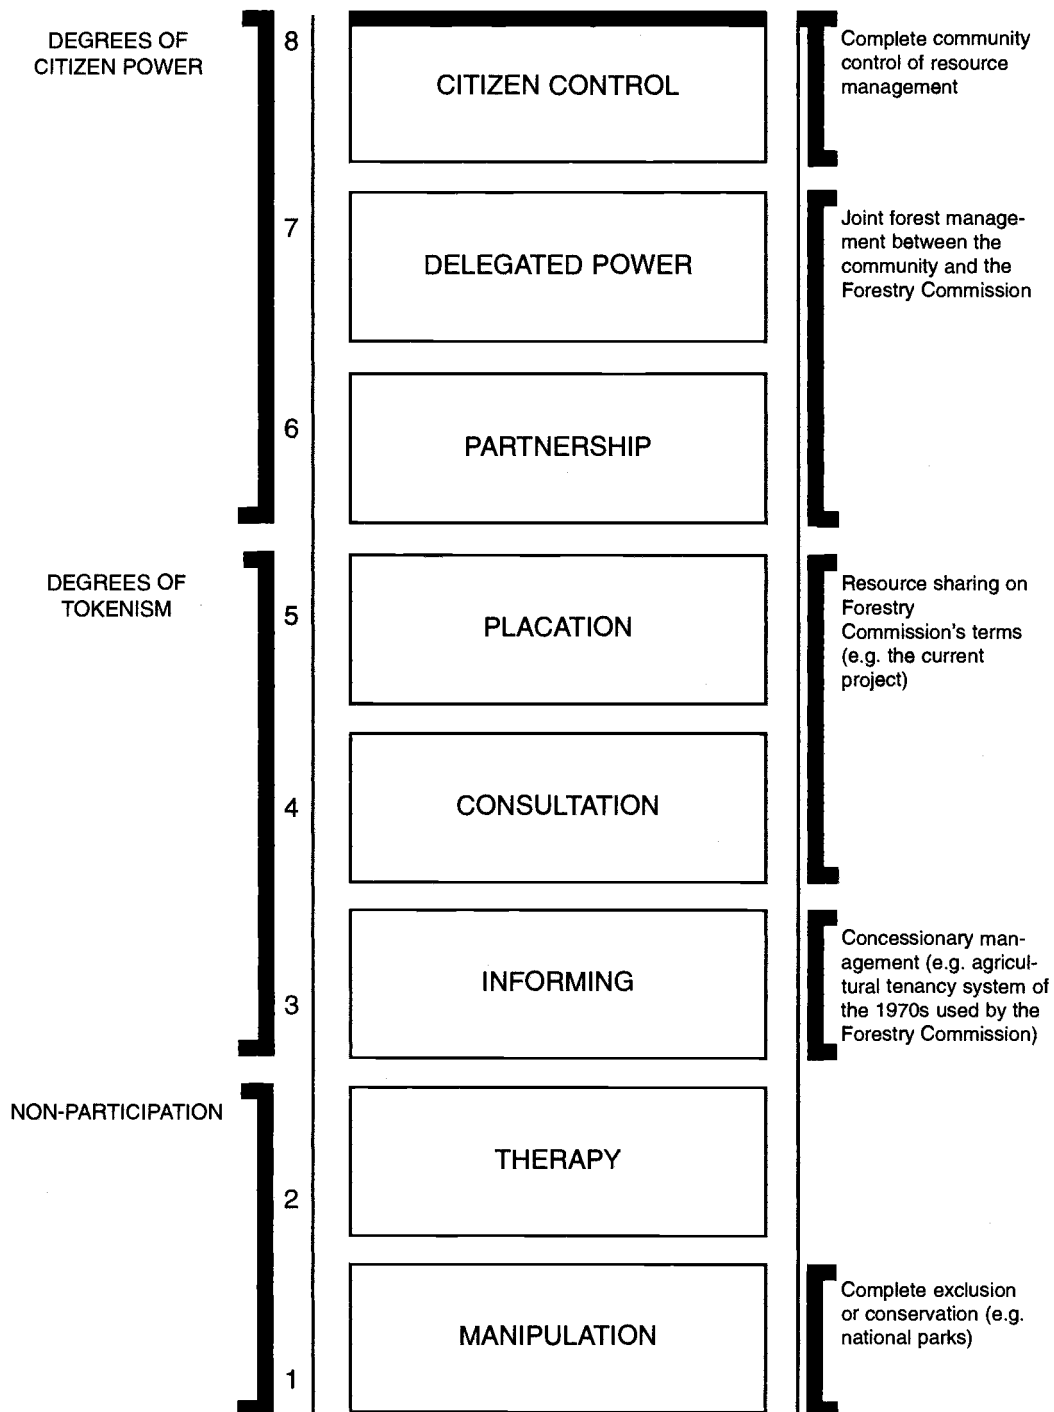 DEGREES OF
CITIZEN POWER
8
CITIZEN CONTROL
Complete community
control of resource
management
7
DELEGATED POWER
Joint forest manage-
ment between the
community and the
Forestry Commission
6
PARTNERSHIP
DEGREES OF
TOKENISM
5
PLACATION
Resource sharing on
Forestry
Commission's terms
(e.g. the current
project)
4
CONSULTATION
3
INFORMING
Concessionary man-
agement (e.g. agricul-
tural tenancy system of
the 1970s used by the
Forestry Commission)
NON-PARTICIPATION
2
THERAPY
1
MANIPULATION
Complete exclusion
or conservation (e.g.
national parks)